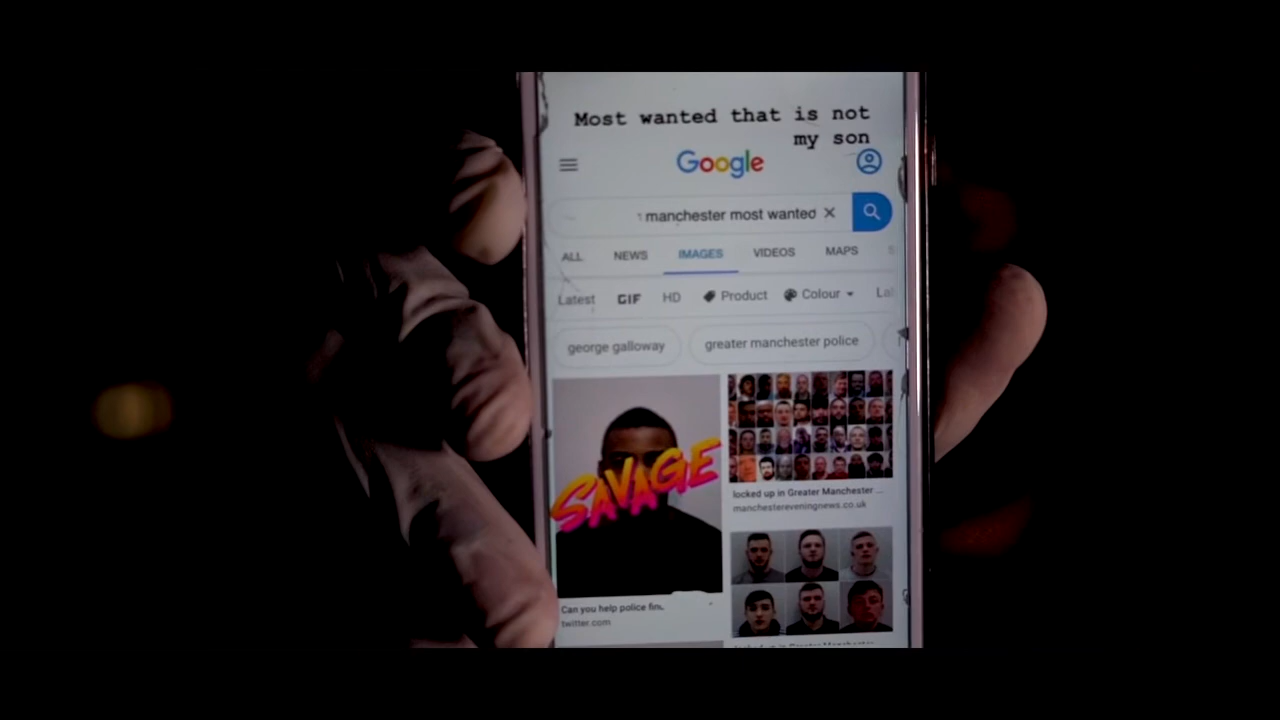 Most wanted that is not
my son
Google
manchester most wanted
ALL NEWS IMAGES VIDEOS MAPS
Latest GIF HD Product Colour
george galloway greater manchester police
SAVAGE
locked up in Greater Manchester ...
manchestereveningnews.co.uk
Can you help police
twitter.com